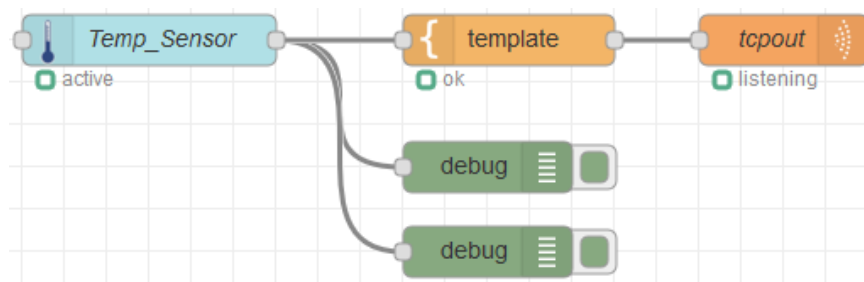 Temp_Sensor template tcpout
active ok listening
debug
debug